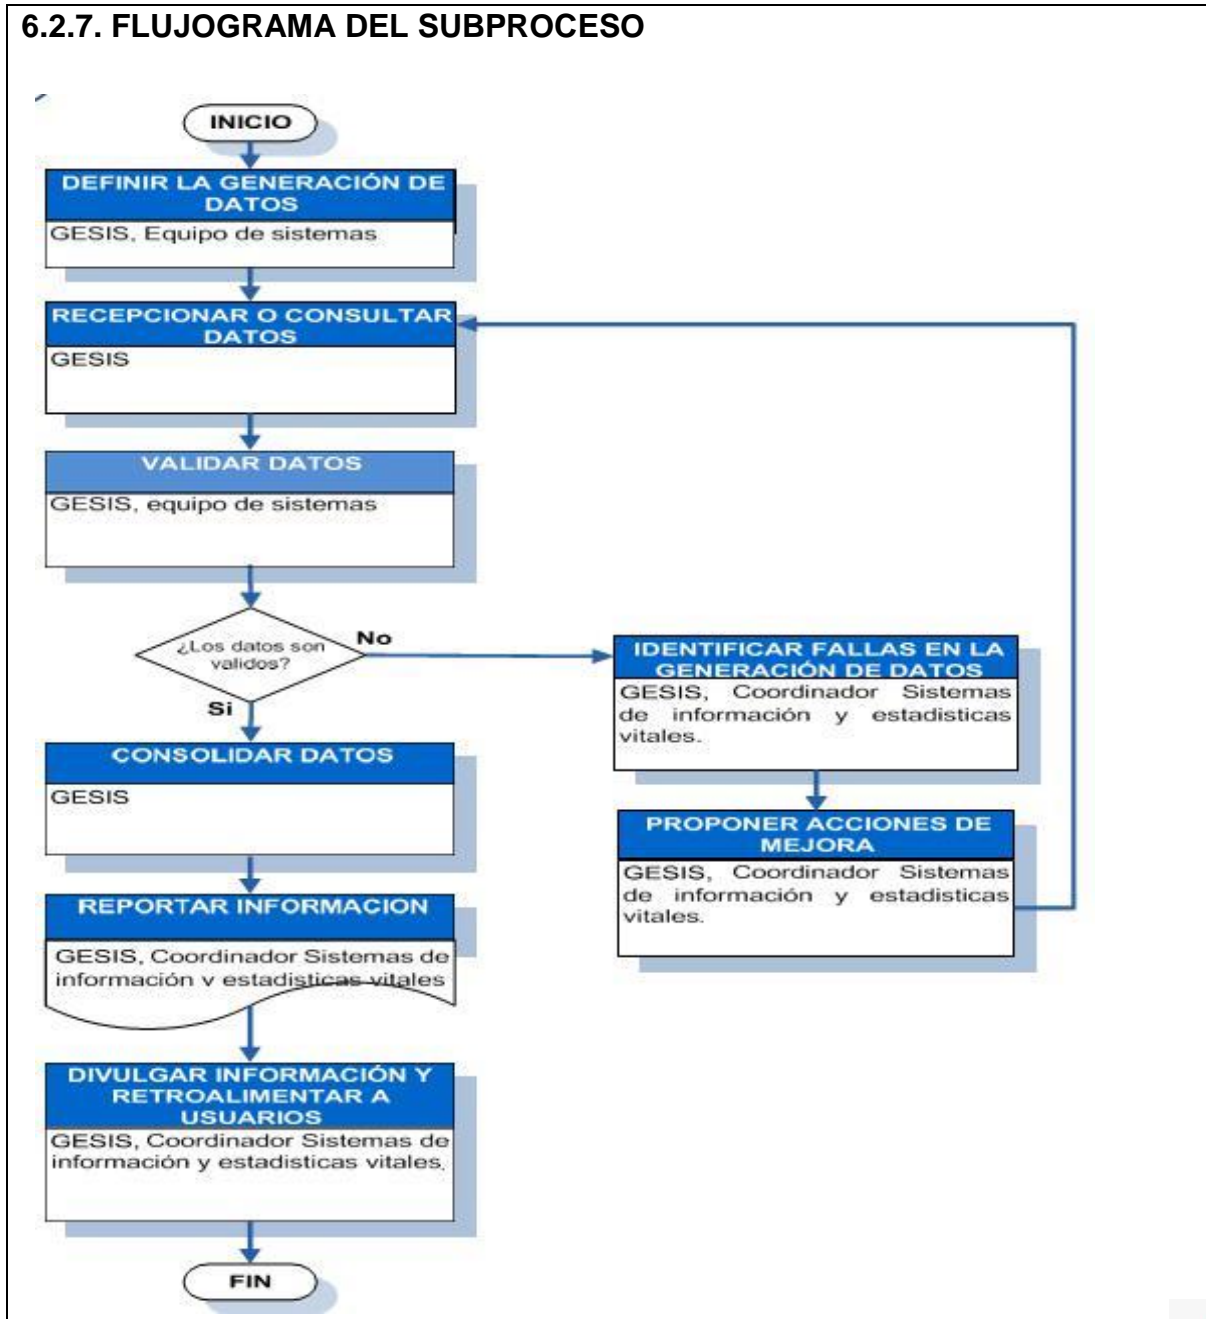 6.2.7. FLUJOGRAMA DEL SUBPROCESO
INICIO
DEFINIR LA GENERACIÓN DE
DATOS
GESIS, Equipo de sistemas
RECEPCIONAR O CONSULTAR
DATOS
GESIS
VALIDAR DATOS
GESIS, equipo de sistemas
¿Los datos son
validos?
No
Si
IDENTIFICAR FALLAS EN LA
GENERACIÓN DE DATOS
GESIS, Coordinador Sistemas
de información y estadisticas
vitales.
PROPONER ACCIONES DE
MEJORA
GESIS, Coordinador Sistemas
de información y estadisticas
vitales.
CONSOLIDAR DATOS
GESIS
REPORTAR INFORMACION
GESIS, Coordinador Sistemas de
información y estadisticas vitales
DIVULGAR INFORMACIÓN Y
RETROALIMENTAR A
USUARIOS
GESIS, Coordinador Sistemas de
información y estadisticas vitales.
FIN